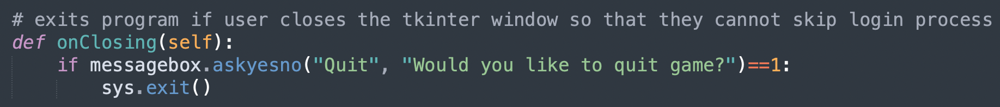 # exits program if user closes the tkinter window so that they cannot skip login process
def onClosing(self):
    if messagebox.askyesno("Quit", "Would you like to quit game?")==1:
        sys.exit()